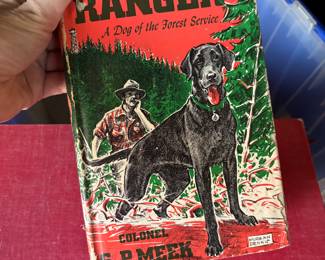 RANGER
A Dog of the Forest Service
COLONEL
S. P. MEEK